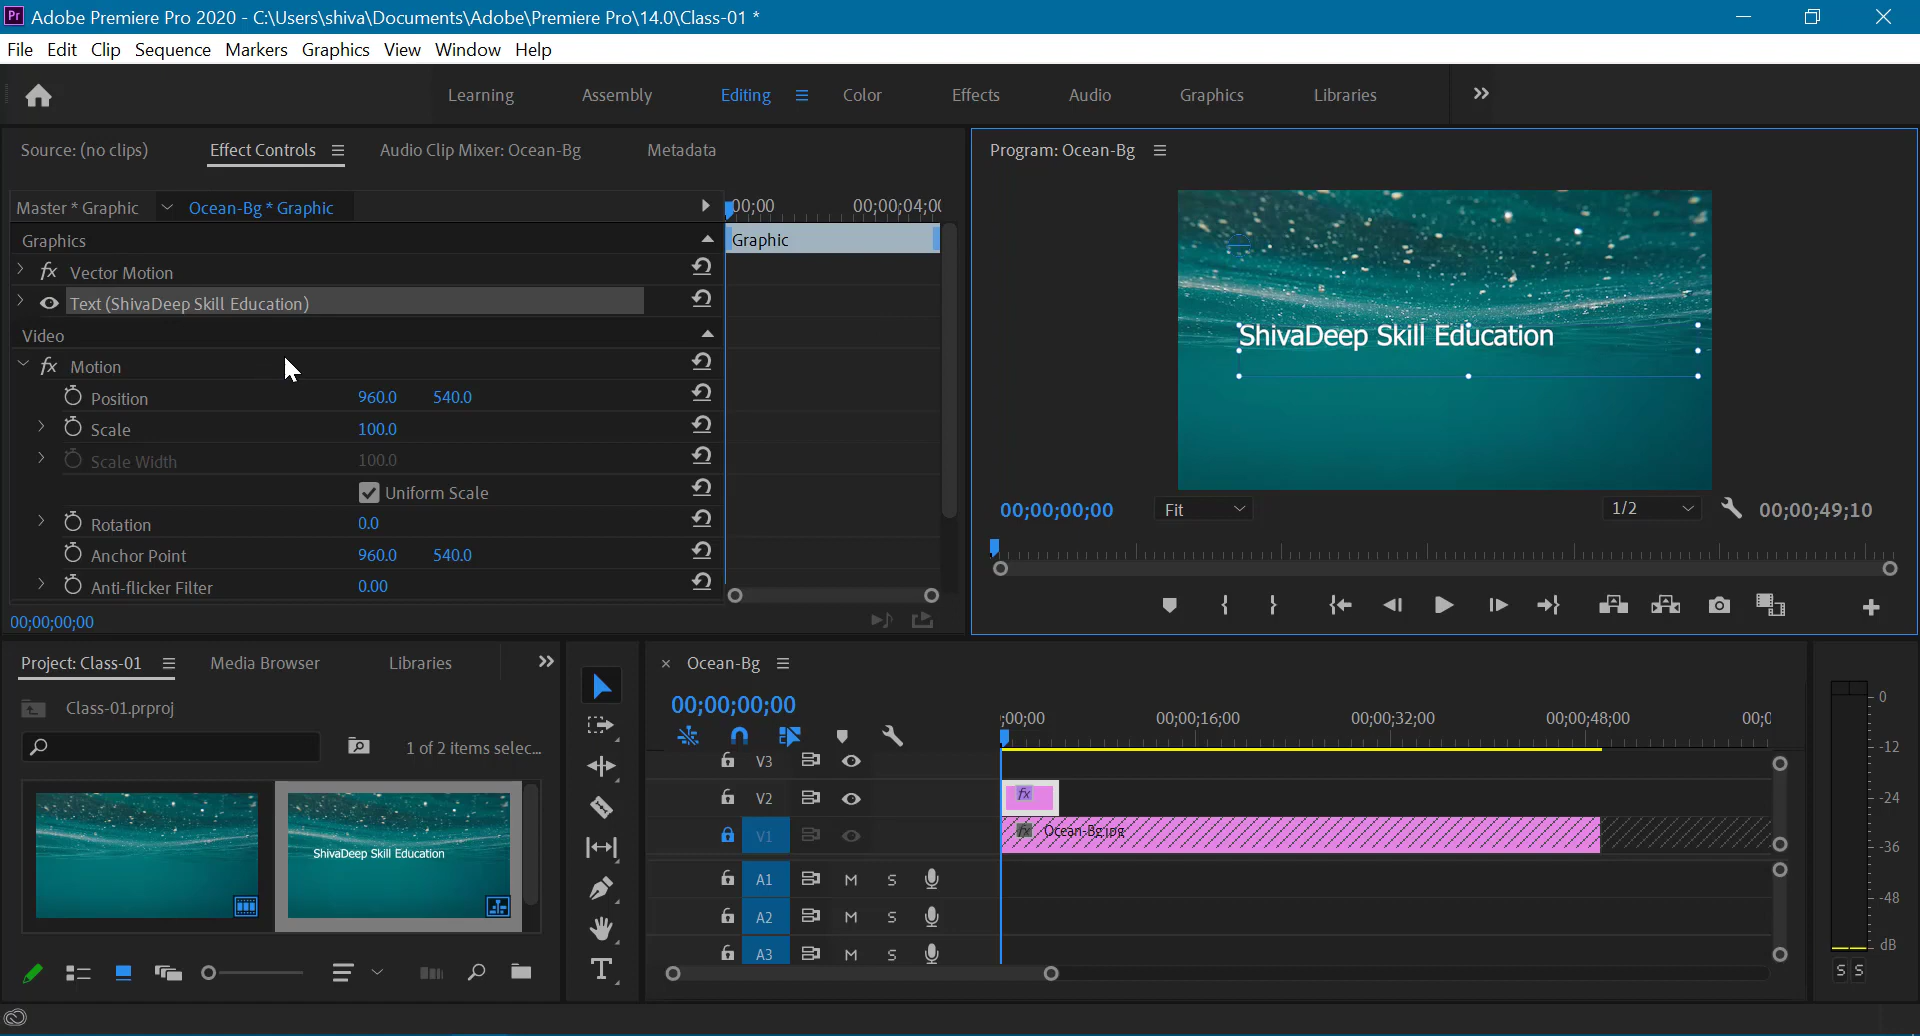 Adobe Premiere Pro 2020 - C:\Users\shiva\Documents\Adobe\Premiere Pro\14.0\Class-01 *
File Edit Clip Sequence Markers Graphics View Window Help
Learning Assembly Editing Color Effects Audio Graphics Libraries
Source: (no clips) Effect Controls Audio Clip Mixer: Ocean-Bg Metadata
Master * Graphic Ocean-Bg * Graphic
00;00 00;00;04;00
Graphics
Graphic
fx Vector Motion
Text (ShivaDeep Skill Education)
Video
fx Motion
Position 960.0 540.0
Scale 100.0
Scale Width 100.0
Uniform Scale
Rotation 0.0
Anchor Point 960.0 540.0
Anti-flicker Filter 0.00
00;00;00;00
Program: Ocean-Bg
ShivaDeep Skill Education
00;00;00;00 Fit 1/2 00;00;49;10
Project: Class-01 Media Browser Libraries
Class-01.prproj
1 of 2 items selec...
ShivaDeep Skill Education
T
× Ocean-Bg
00;00;00;00
;00;00 00;00;16;00 00;00;32;00 00;00;48;00 00;0
V3
V2 fx
V1 fx Ocean-Bg.jpg
A1 M S
A2 M S
A3 M S
0
-12
-24
-36
-48
dB
S S